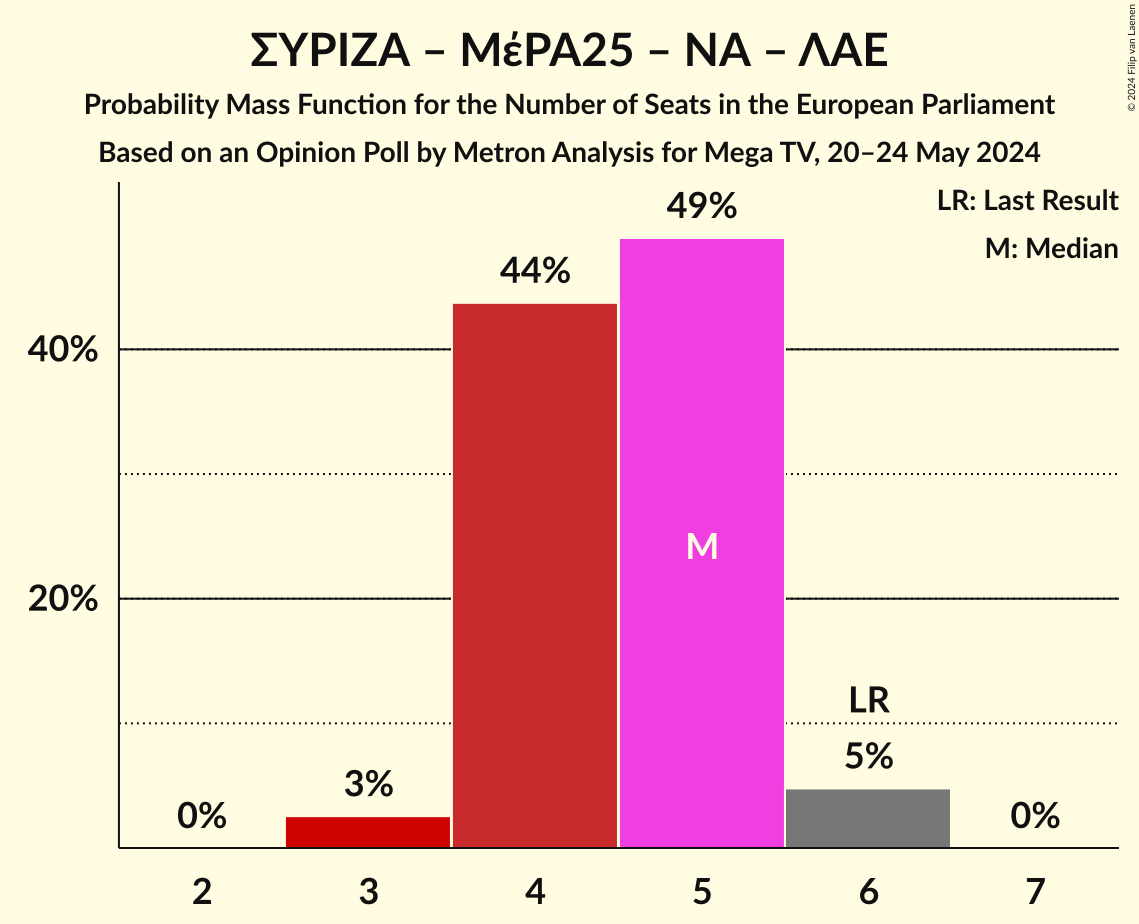 ΣΥΡΙΖΑ – ΜέΡΑ25 – ΝΑ – ΛΑΕ
Probability Mass Function for the Number of Seats in the European Parliament
Based on an Opinion Poll by Metron Analysis for Mega TV, 20–24 May 2024
© 2024 Filip van Laenen
LR: Last Result
M: Median
49%
44%
40%
M
20%
LR
5%
3%
0%
0%
2 3 4 5 6 7